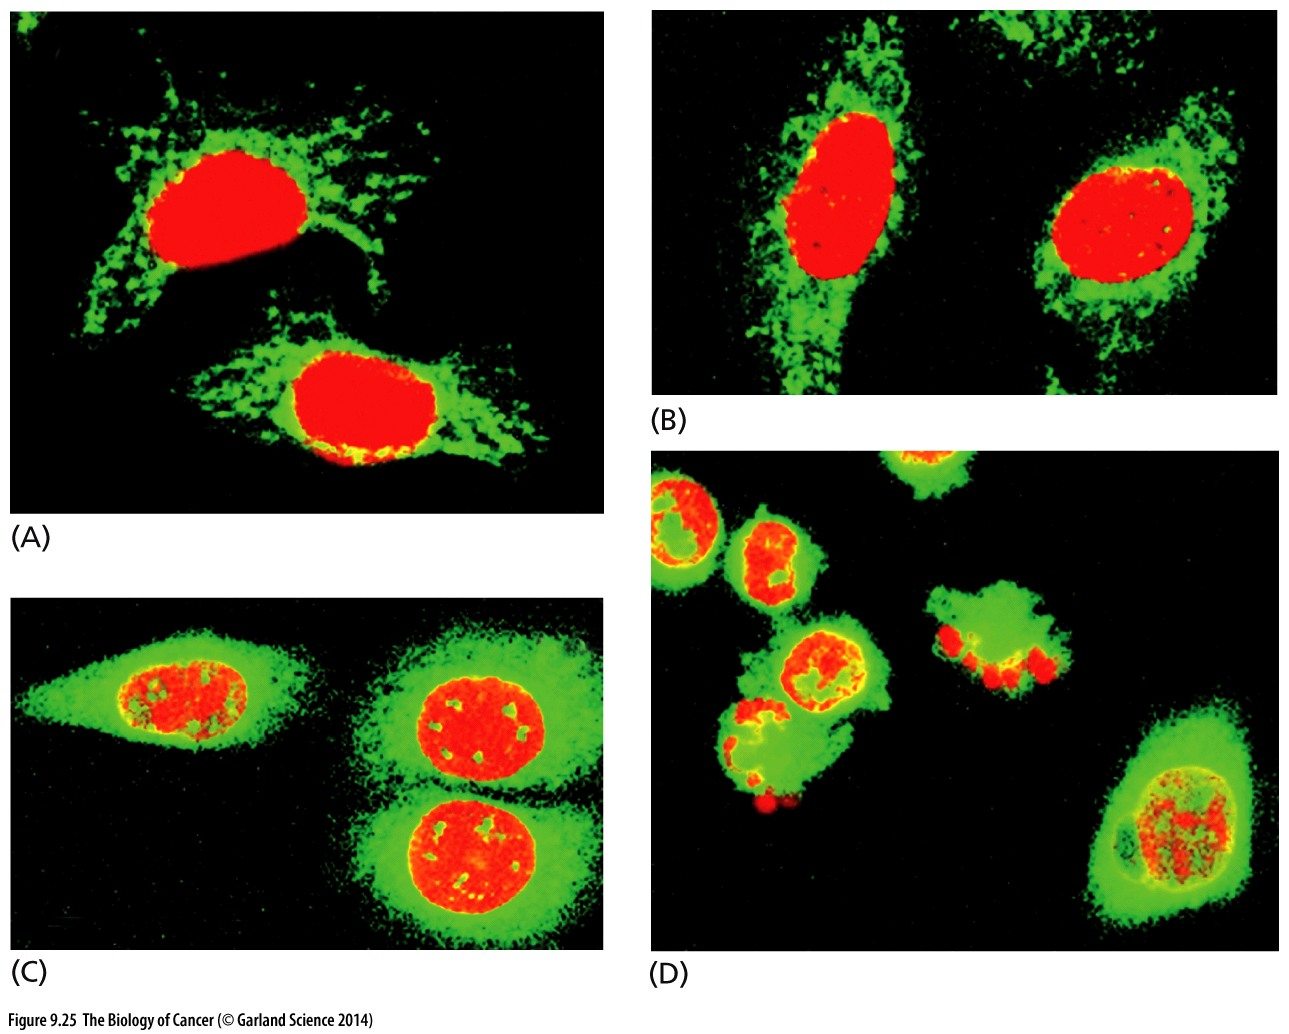 (A)
(B)
(C)
(D)
Figure 9.25 The Biology of Cancer (© Garland Science 2014)